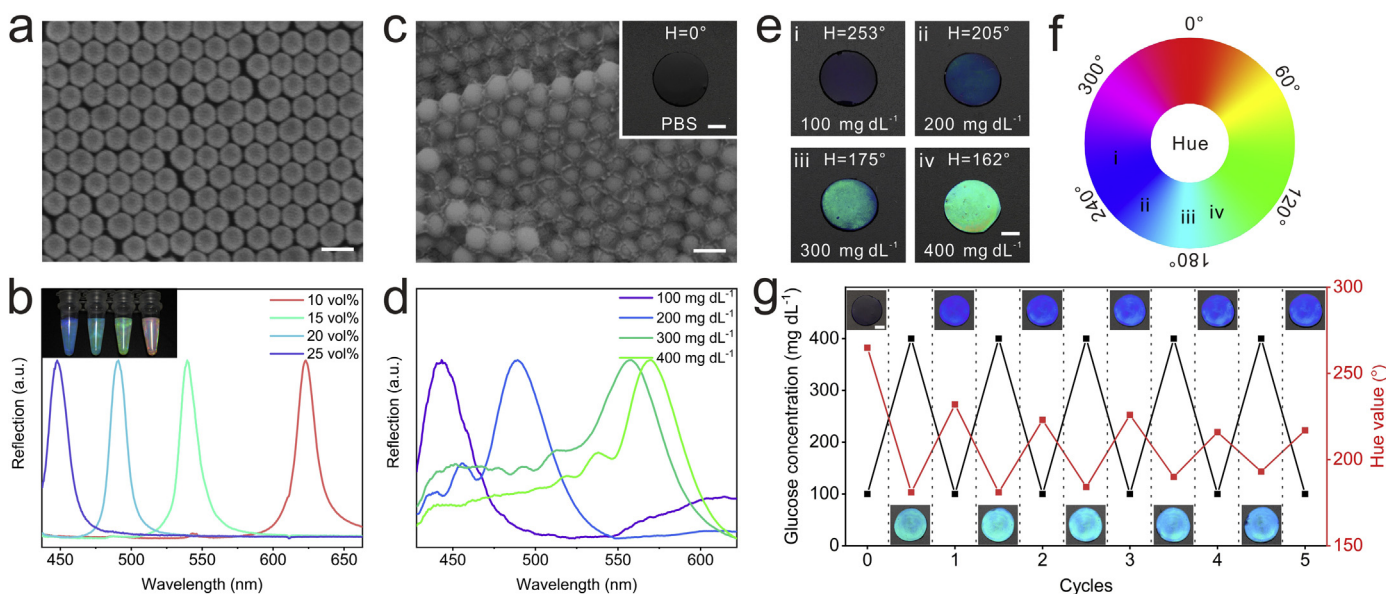 a
c
H=0°
PBS
e
i H=253°
100 mg dL⁻¹
ii H=205°
200 mg dL⁻¹
iii H=175°
300 mg dL⁻¹
iv H=162°
400 mg dL⁻¹
f
0°
60°
120°
180°
240°
300°
Hue
i
ii
iii
iv
b
10 vol%
15 vol%
20 vol%
25 vol%
Reflection (a.u.)
450 500 550 600 650
Wavelength (nm)
d
100 mg dL⁻¹
200 mg dL⁻¹
300 mg dL⁻¹
400 mg dL⁻¹
Reflection (a.u.)
450 500 550 600
Wavelength (nm)
g
Glucose concentration (mg dL⁻¹)
400
300
200
100
0
Hue value (°)
300
250
200
150
0 1 2 3 4 5
Cycles